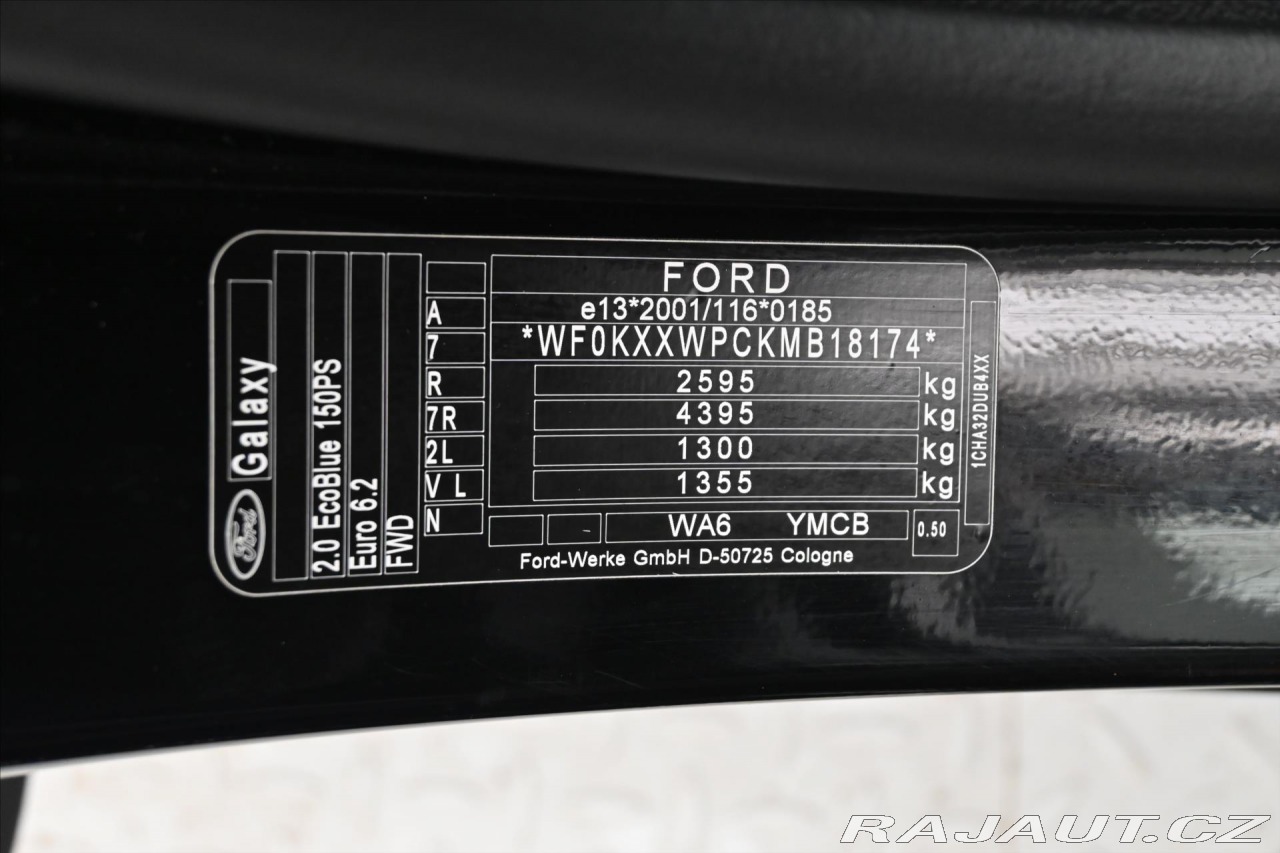 Ford Galaxy
2.0 EcoBlue 150PS
Euro 6.2
FWD
A
7
R
7R
2L
V L
N
FORD
e13*2001/116*0185
*WF0KXXWPCKMB18174*
2595 kg
4395 kg
1300 kg
1355 kg
- WA6 YMCB 0.50
Ford-Werke GmbH D-50725 Cologne
1CHA32DUB4XX
RAJAUT.CZ